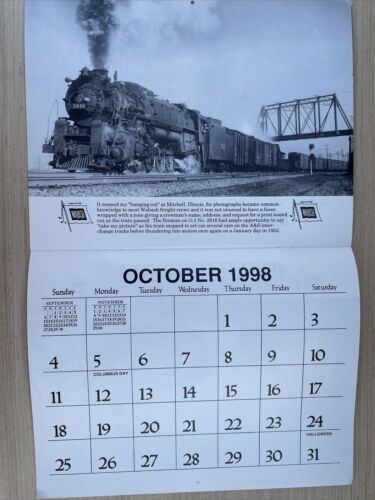 2918
It seemed my "hanging out" at Mitchell, Illinois, for photographs became common
knowledge to most Wabash freight crews and it was not unusual to have a fusee
wrapped with a note giving a crewman's name, address, and request for a print tossed
out as the train passed. The fireman on O-1 No. 2918 had ample opportunity to say
"take my picture" as his train stopped to set out several cars on the A&S inter-
change tracks before thundering into motion once again on a January day in 1952.
OCTOBER 1998
Sunday Monday Tuesday Wednesday Thursday Friday Saturday
SEPTEMBER NOVEMBER
1 2 3
4 5 6 7 8 9 10
COLUMBUS DAY
11 12 13 14 15 16 17
18 19 20 21 22 23 24
HALLOWEEN
25 26 27 28 29 30 31